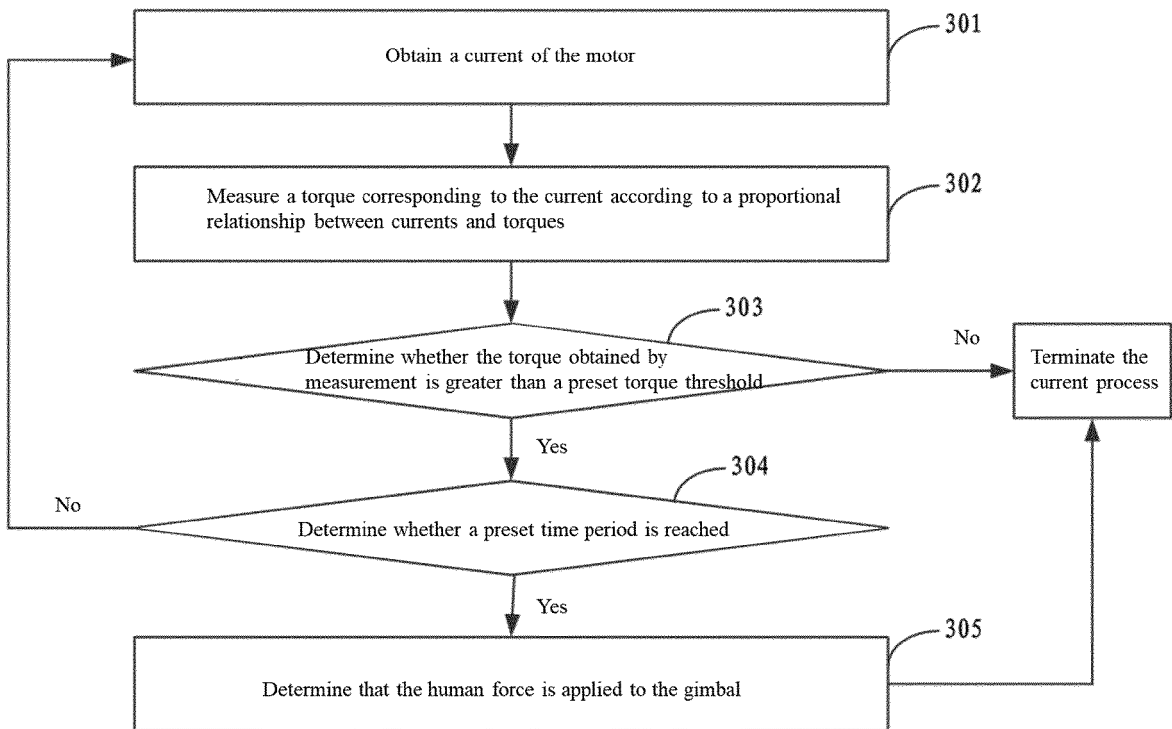 301
Obtain a current of the motor
302
Measure a torque corresponding to the current according to a proportional
relationship between currents and torques
303
Determine whether the torque obtained by
measurement is greater than a preset torque threshold
No
Terminate the
current process
Yes
304
No
Determine whether a preset time period is reached
Yes
305
Determine that the human force is applied to the gimbal